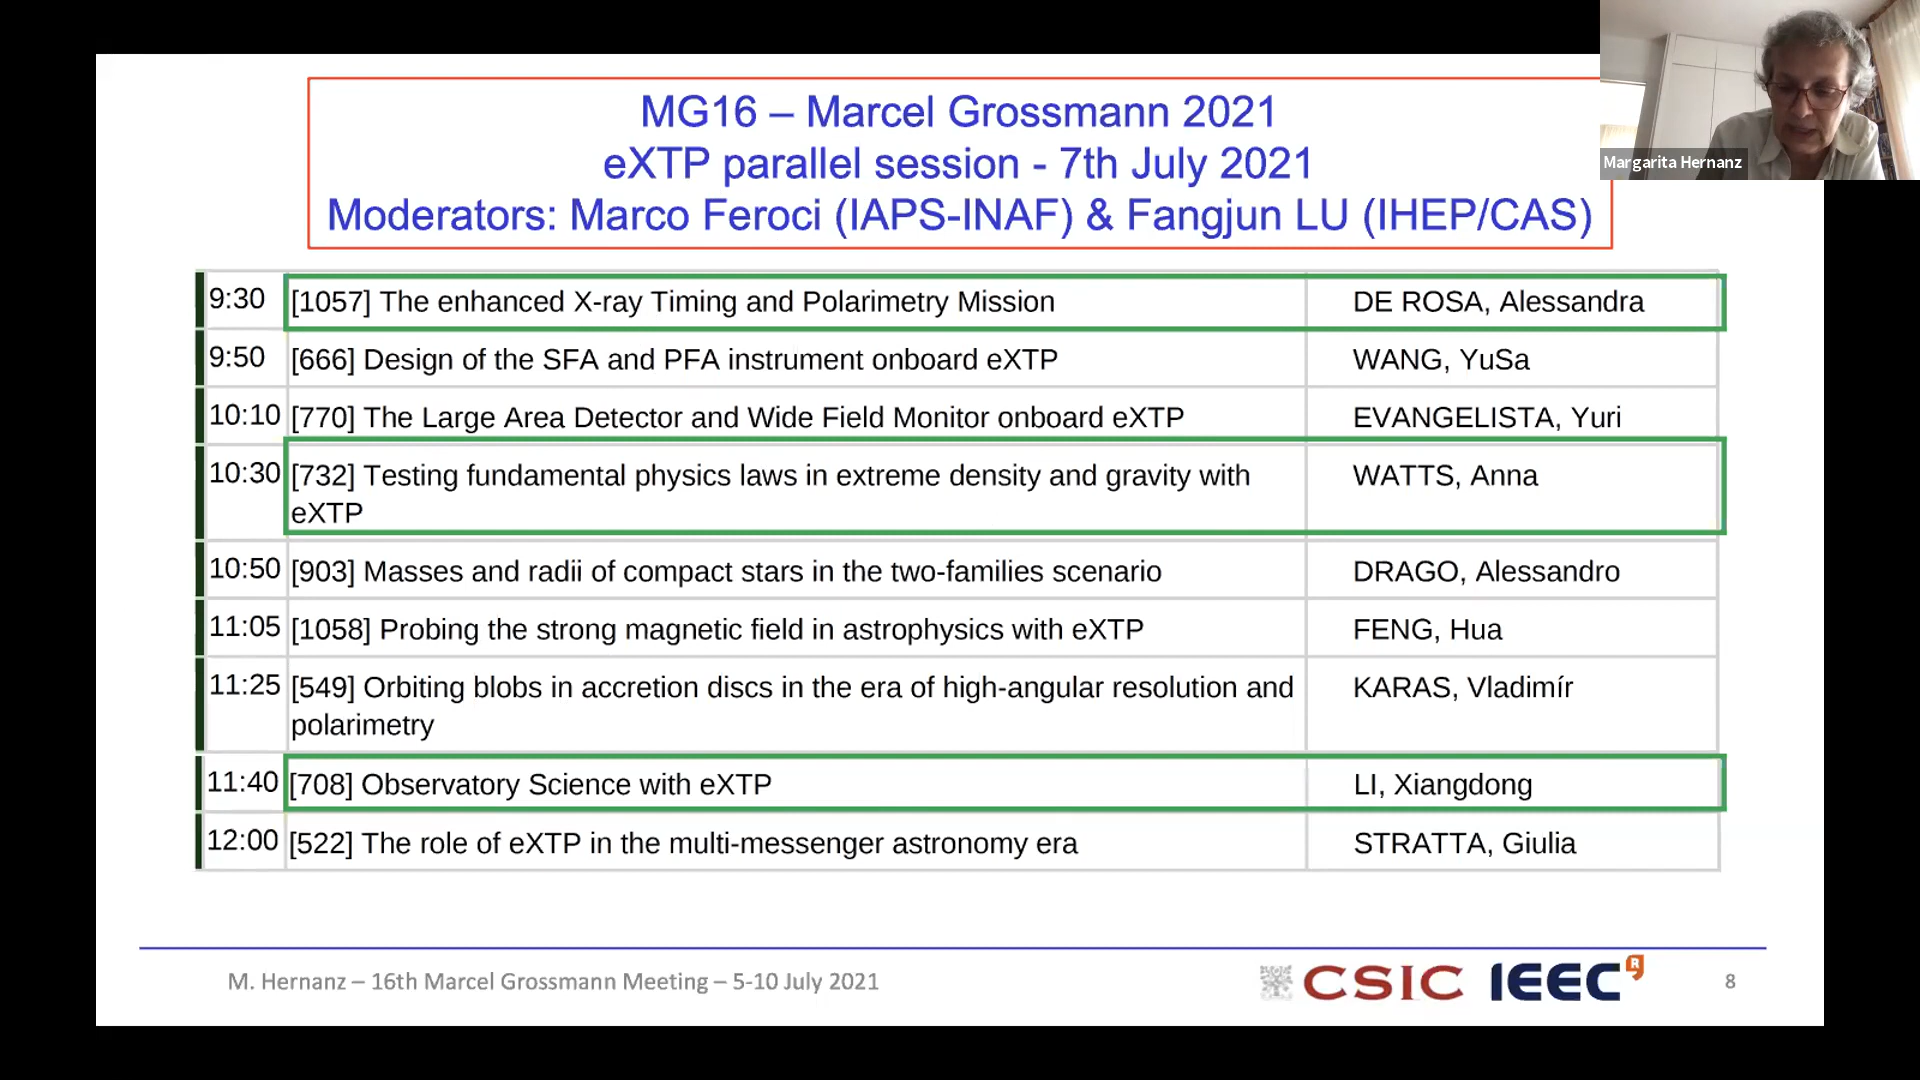 MG16 – Marcel Grossmann 2021
eXTP parallel session - 7th July 2021
Moderators: Marco Feroci (IAPS-INAF) & Fangjun LU (IHEP/CAS)
Margarita Hernanz
9:30 [1057] The enhanced X-ray Timing and Polarimetry Mission DE ROSA, Alessandra
9:50 [666] Design of the SFA and PFA instrument onboard eXTP WANG, YuSa
10:10 [770] The Large Area Detector and Wide Field Monitor onboard eXTP EVANGELISTA, Yuri
10:30 [732] Testing fundamental physics laws in extreme density and gravity with WATTS, Anna
eXTP
10:50 [903] Masses and radii of compact stars in the two-families scenario DRAGO, Alessandro
11:05 [1058] Probing the strong magnetic field in astrophysics with eXTP FENG, Hua
11:25 [549] Orbiting blobs in accretion discs in the era of high-angular resolution and KARAS, Vladimír
polarimetry
11:40 [708] Observatory Science with eXTP LI, Xiangdong
12:00 [522] The role of eXTP in the multi-messenger astronomy era STRATTA, Giulia
M. Hernanz – 16th Marcel Grossmann Meeting – 5-10 July 2021 CSIC IEEC R 8